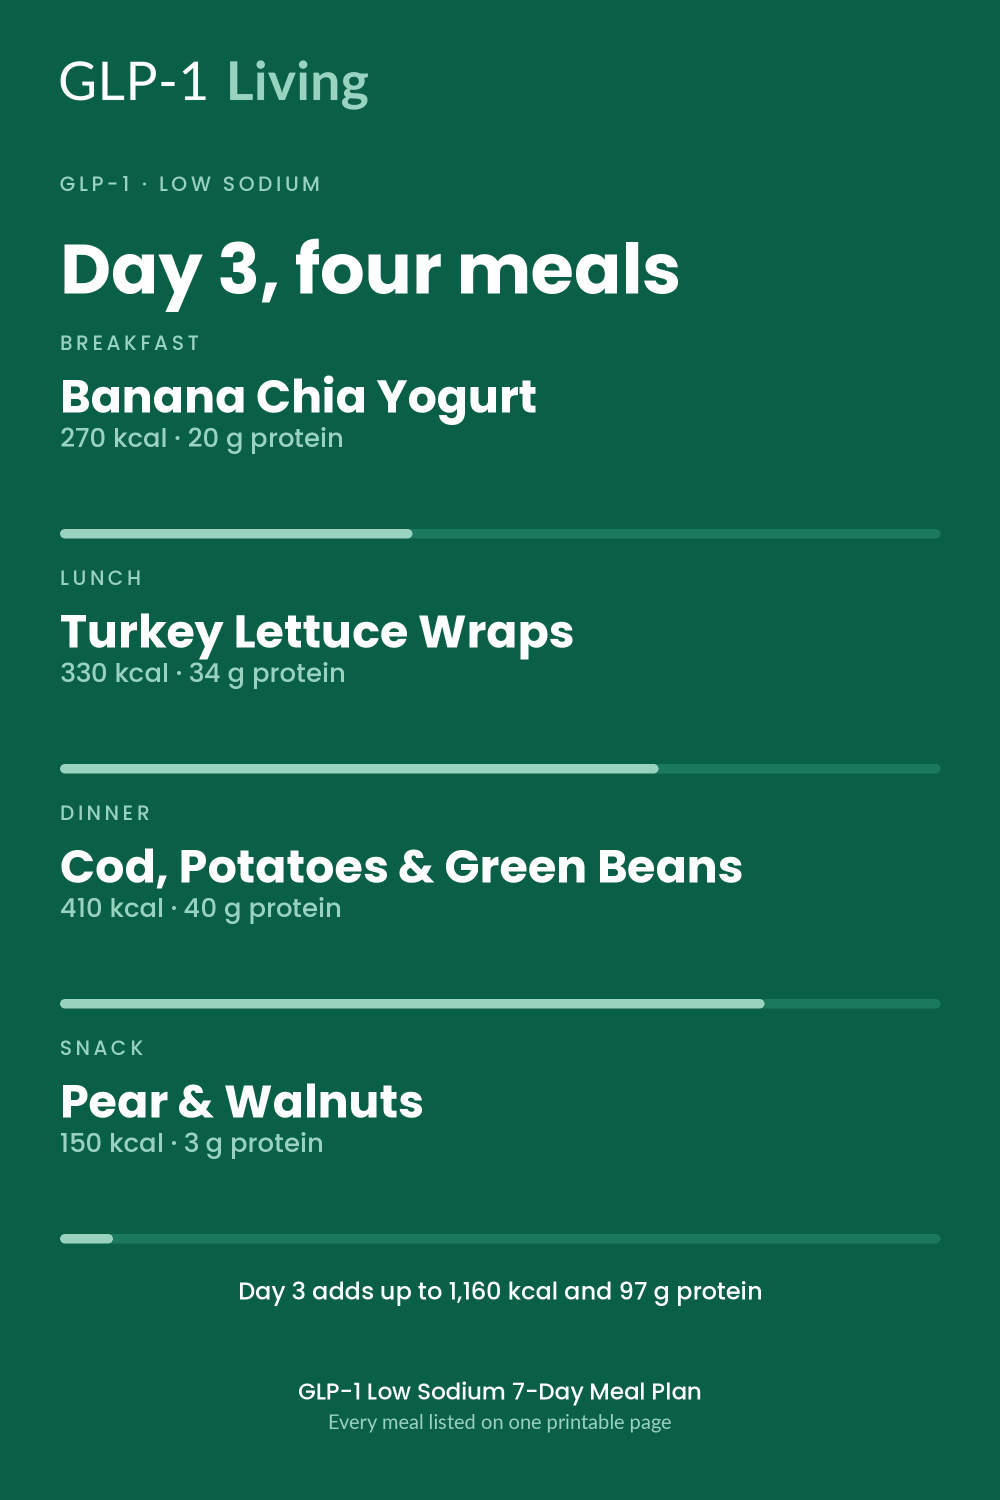 GLP-1 Living
GLP-1 · LOW SODIUM
Day 3, four meals
BREAKFAST
Banana Chia Yogurt
270 kcal · 20 g protein
LUNCH
Turkey Lettuce Wraps
330 kcal · 34 g protein
DINNER
Cod, Potatoes & Green Beans
410 kcal · 40 g protein
SNACK
Pear & Walnuts
150 kcal · 3 g protein
Day 3 adds up to 1,160 kcal and 97 g protein
GLP-1 Low Sodium 7-Day Meal Plan
Every meal listed on one printable page